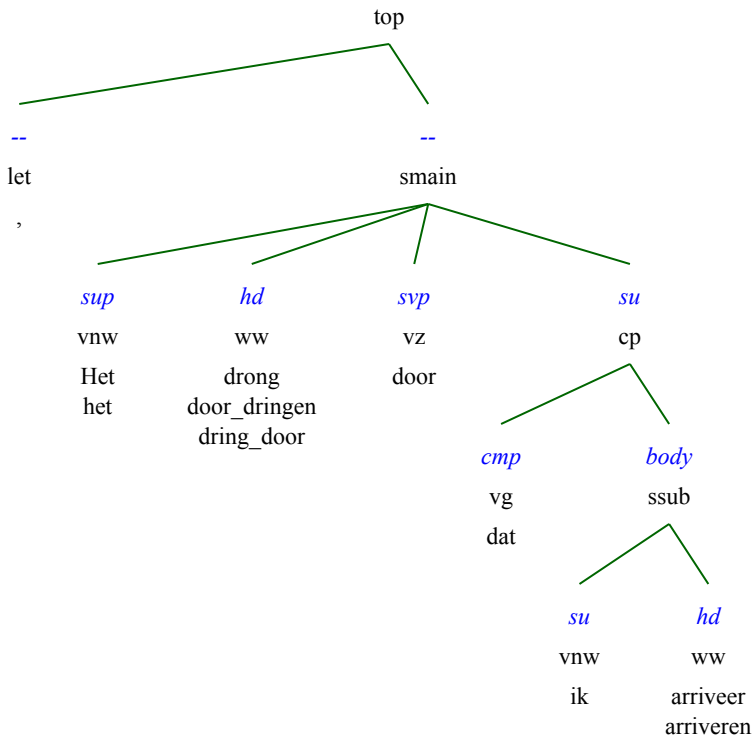 top
-- --
let smain
,
sup hd svp su
vnw ww vz cp
Het drong door
het door_dringen
dring_door
cmp body
vg ssub
dat
su hd
vnw ww
ik arriveer
arriveren